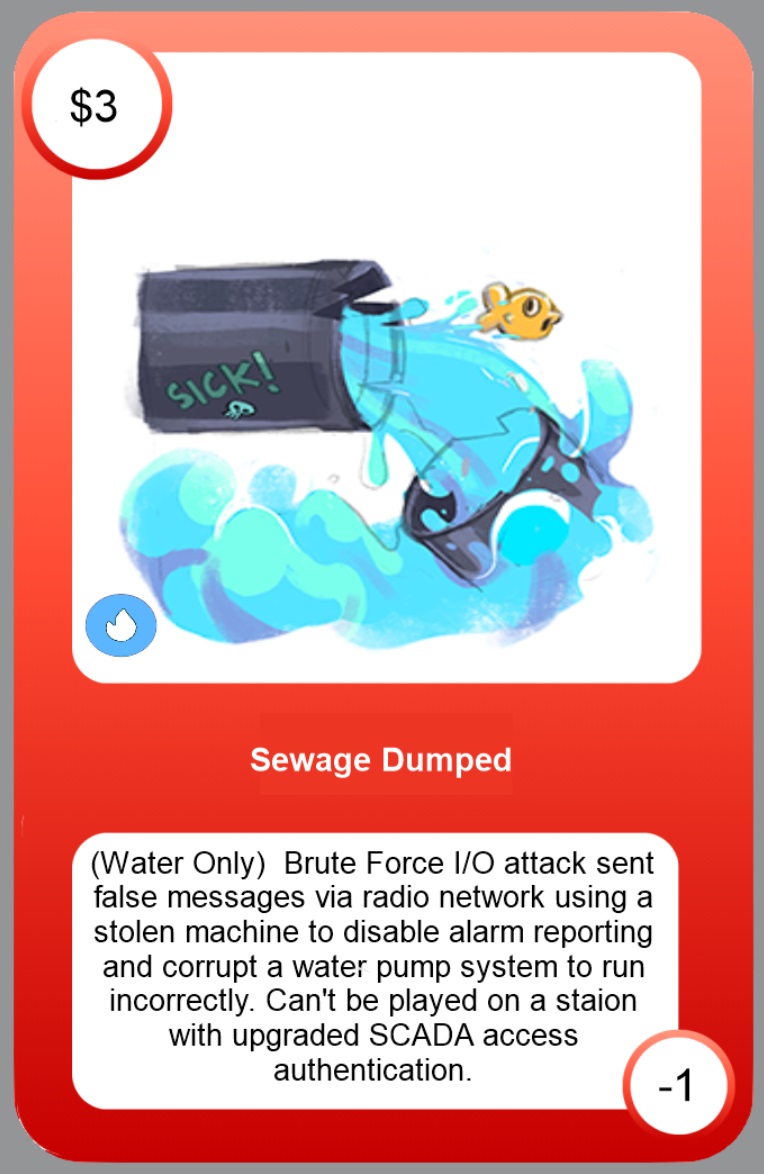 $3
SICK!
Sewage Dumped
(Water Only)  Brute Force I/O attack sent
false messages via radio network using a
stolen machine to disable alarm reporting
and corrupt a water pump system to run
incorrectly. Can't be played on a staion
with upgraded SCADA access
authentication.
-1